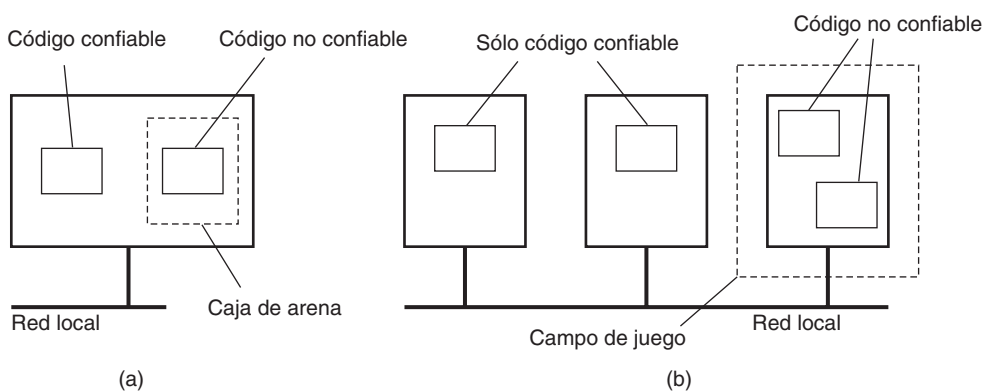 Código confiable
Código no confiable
Caja de arena
Red local
(a)
Sólo código confiable
Código no confiable
Campo de juego
Red local
(b)